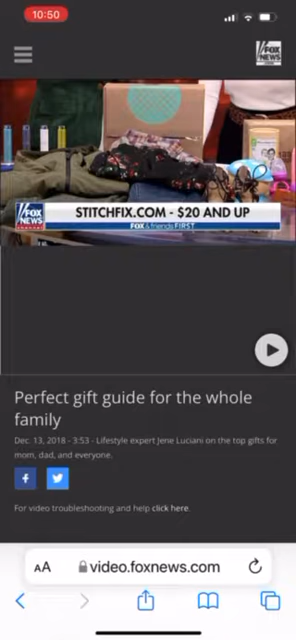 10:50
FOX
NEWS
FOX
NEWS
STITCHFIX.COM - $20 AND UP
FOX & friends FIRST
Perfect gift guide for the whole
family
Dec. 13, 2018 - 3:53 - Lifestyle expert Jene Luciani on the top gifts for
mom, dad, and everyone.
For video troubleshooting and help click here.
AA video.foxnews.com